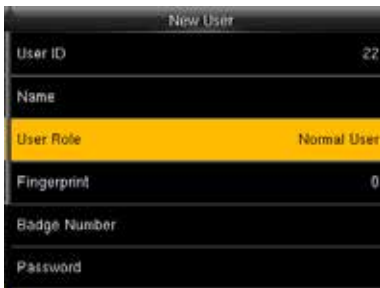 New User
User ID 22
Name
User Role Normal User
Fingerprint 0
Badge Number
Password